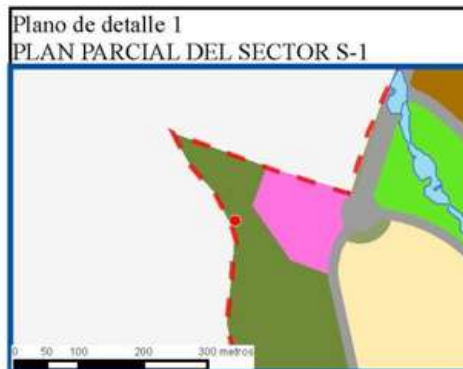 Plano de detalle 1
PLAN PARCIAL DEL SECTOR S-1
0 50 100 200 300 metros